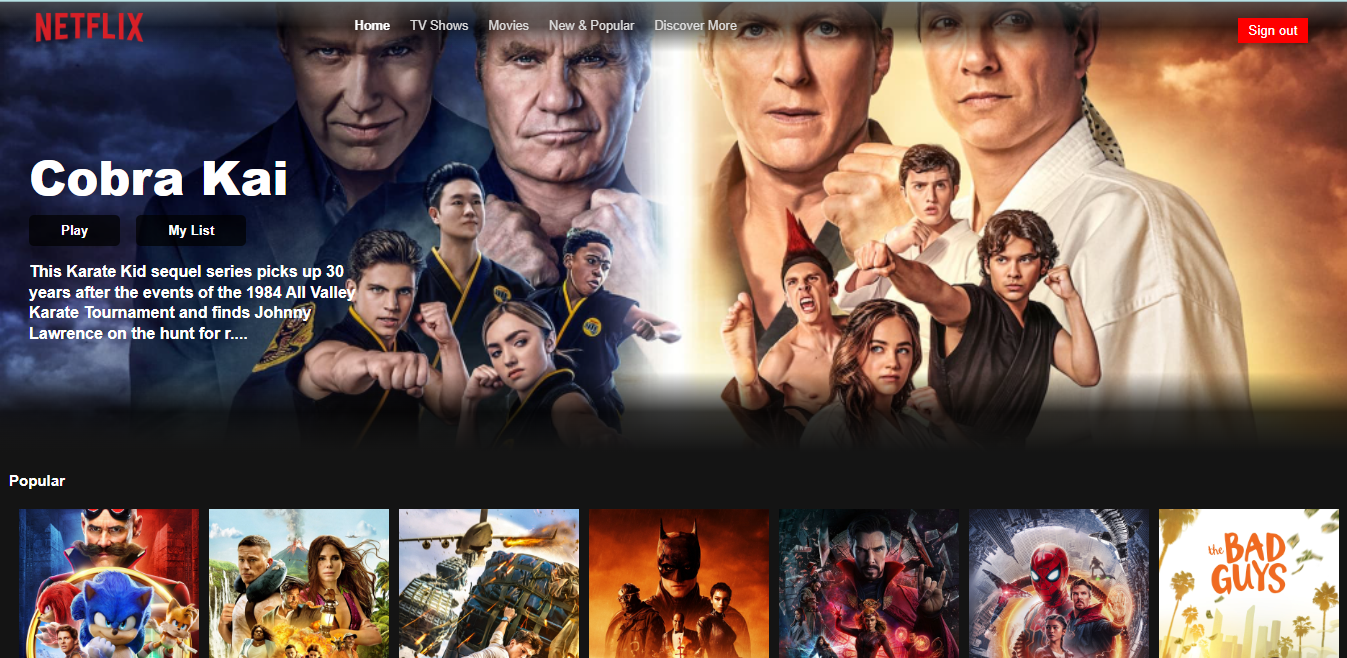 NETFLIX
Home TV Shows Movies New & Popular Discover More
Sign out
Cobra Kai
Play My List
This Karate Kid sequel series picks up 30
years after the events of the 1984 All Valley
Karate Tournament and finds Johnny
Lawrence on the hunt for r....
Popular
the BAD
GUYS